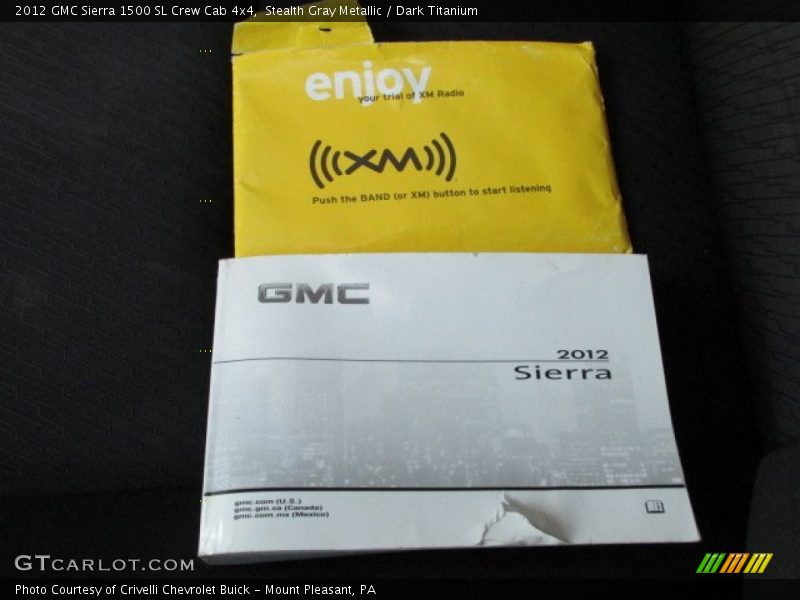 2012 GMC Sierra 1500 SL Crew Cab 4x4, Stealth Gray Metallic / Dark Titanium
enjoy
your trial of XM Radio
((( XM )))
Push the BAND (or XM) button to start listening
GMC
2012
Sierra
gmc.com (U.S.)
gmc.gm.ca (Canada)
gmc.com.mx (Mexico)
GTCARLOT.COM
Photo Courtesy of Crivelli Chevrolet Buick - Mount Pleasant, PA